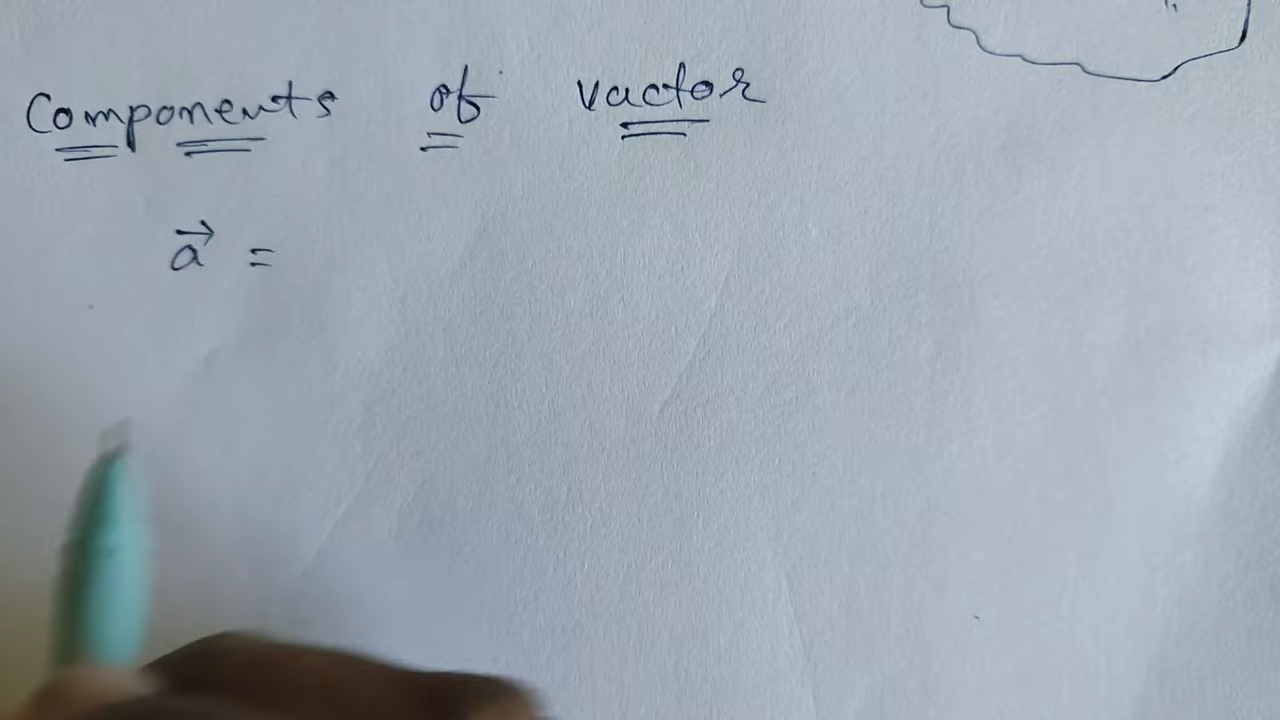 Components of vactor
a⃗ =